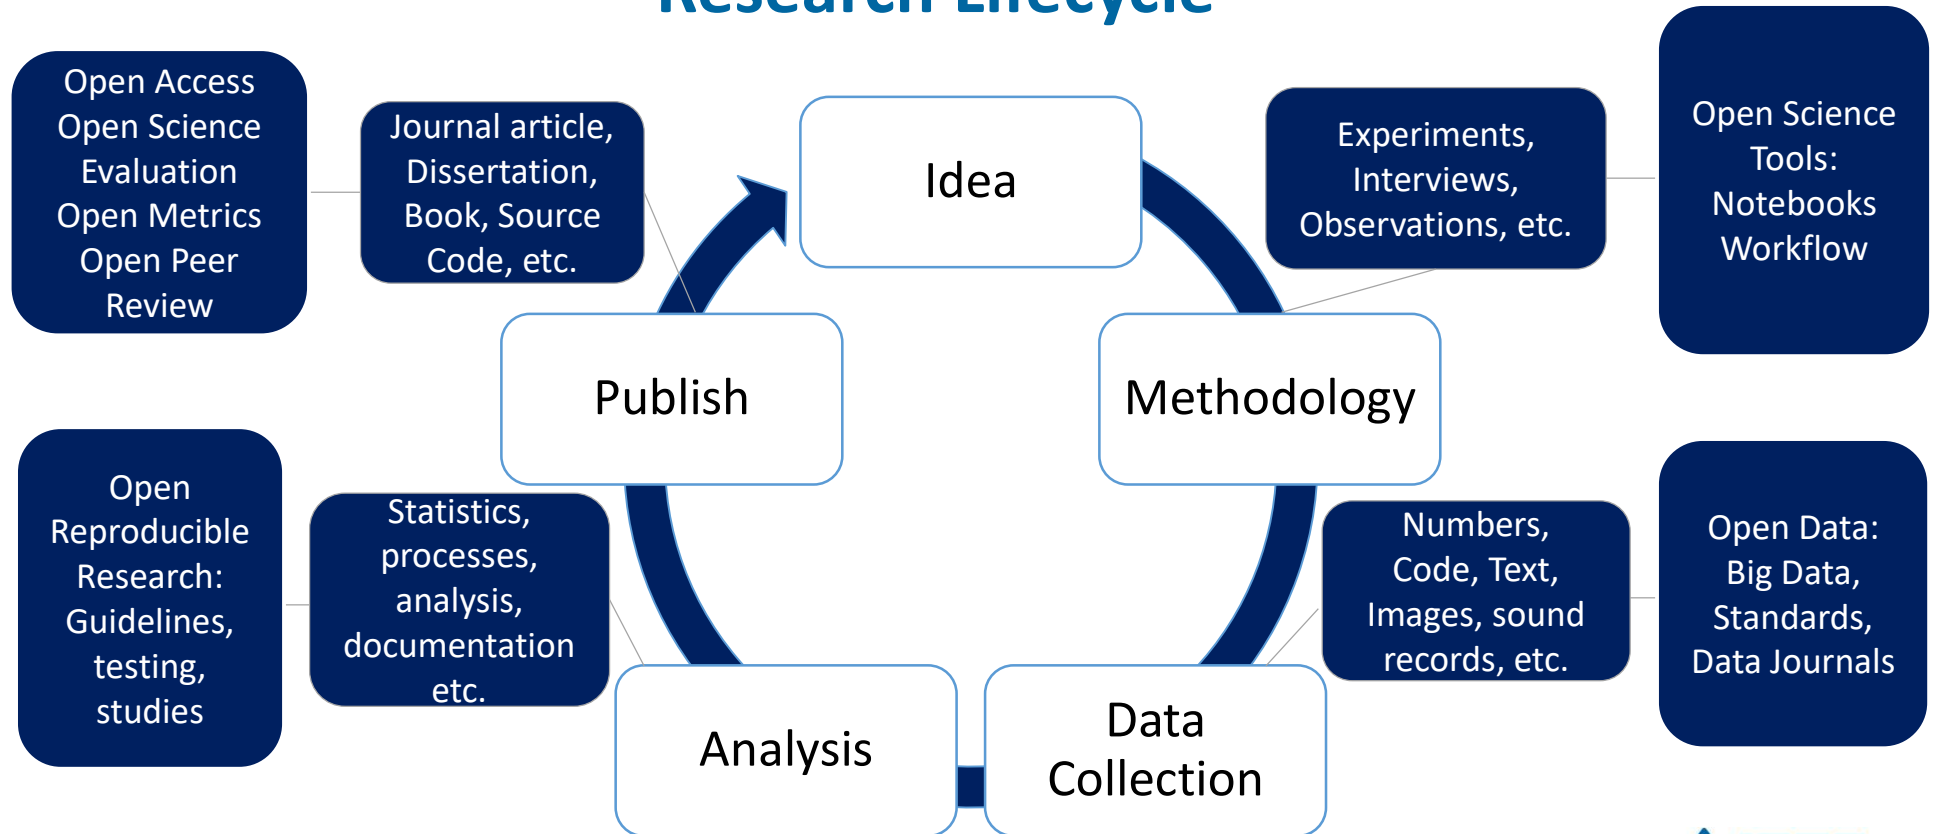 Research Lifecycle
Open Access
Open Science
Evaluation
Open Metrics
Open Peer
Review
Journal article,
Dissertation,
Book, Source
Code, etc.
Idea
Experiments,
Interviews,
Observations, etc.
Open Science
Tools:
Notebooks
Workflow
Publish
Methodology
Open
Reproducible
Research:
Guidelines,
testing,
studies
Statistics,
processes,
analysis,
documentation
etc.
Numbers,
Code, Text,
Images, sound
records, etc.
Open Data:
Big Data,
Standards,
Data Journals
Analysis
Data
Collection